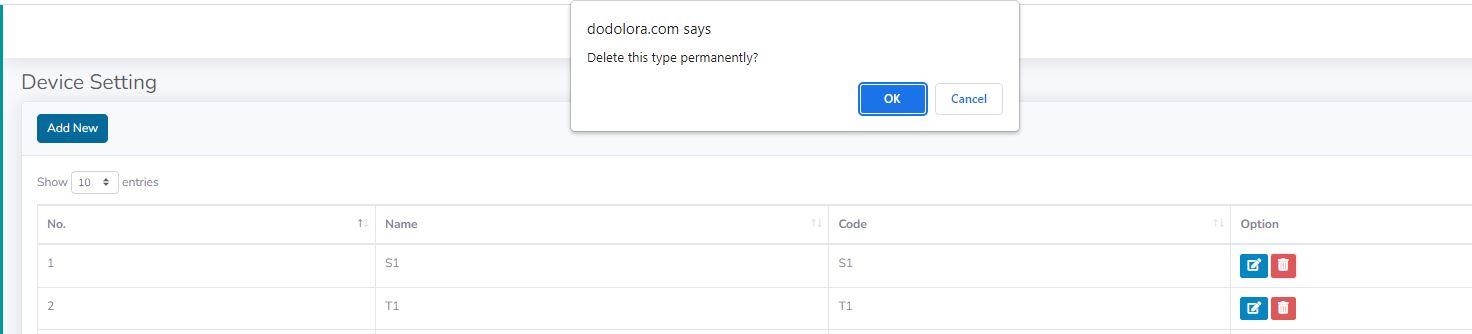 dodolora.com says
Delete this type permanently?
OK Cancel
Device Setting
Add New
Show 10 entries
No. Name Code Option
1 S1 S1
2 T1 T1